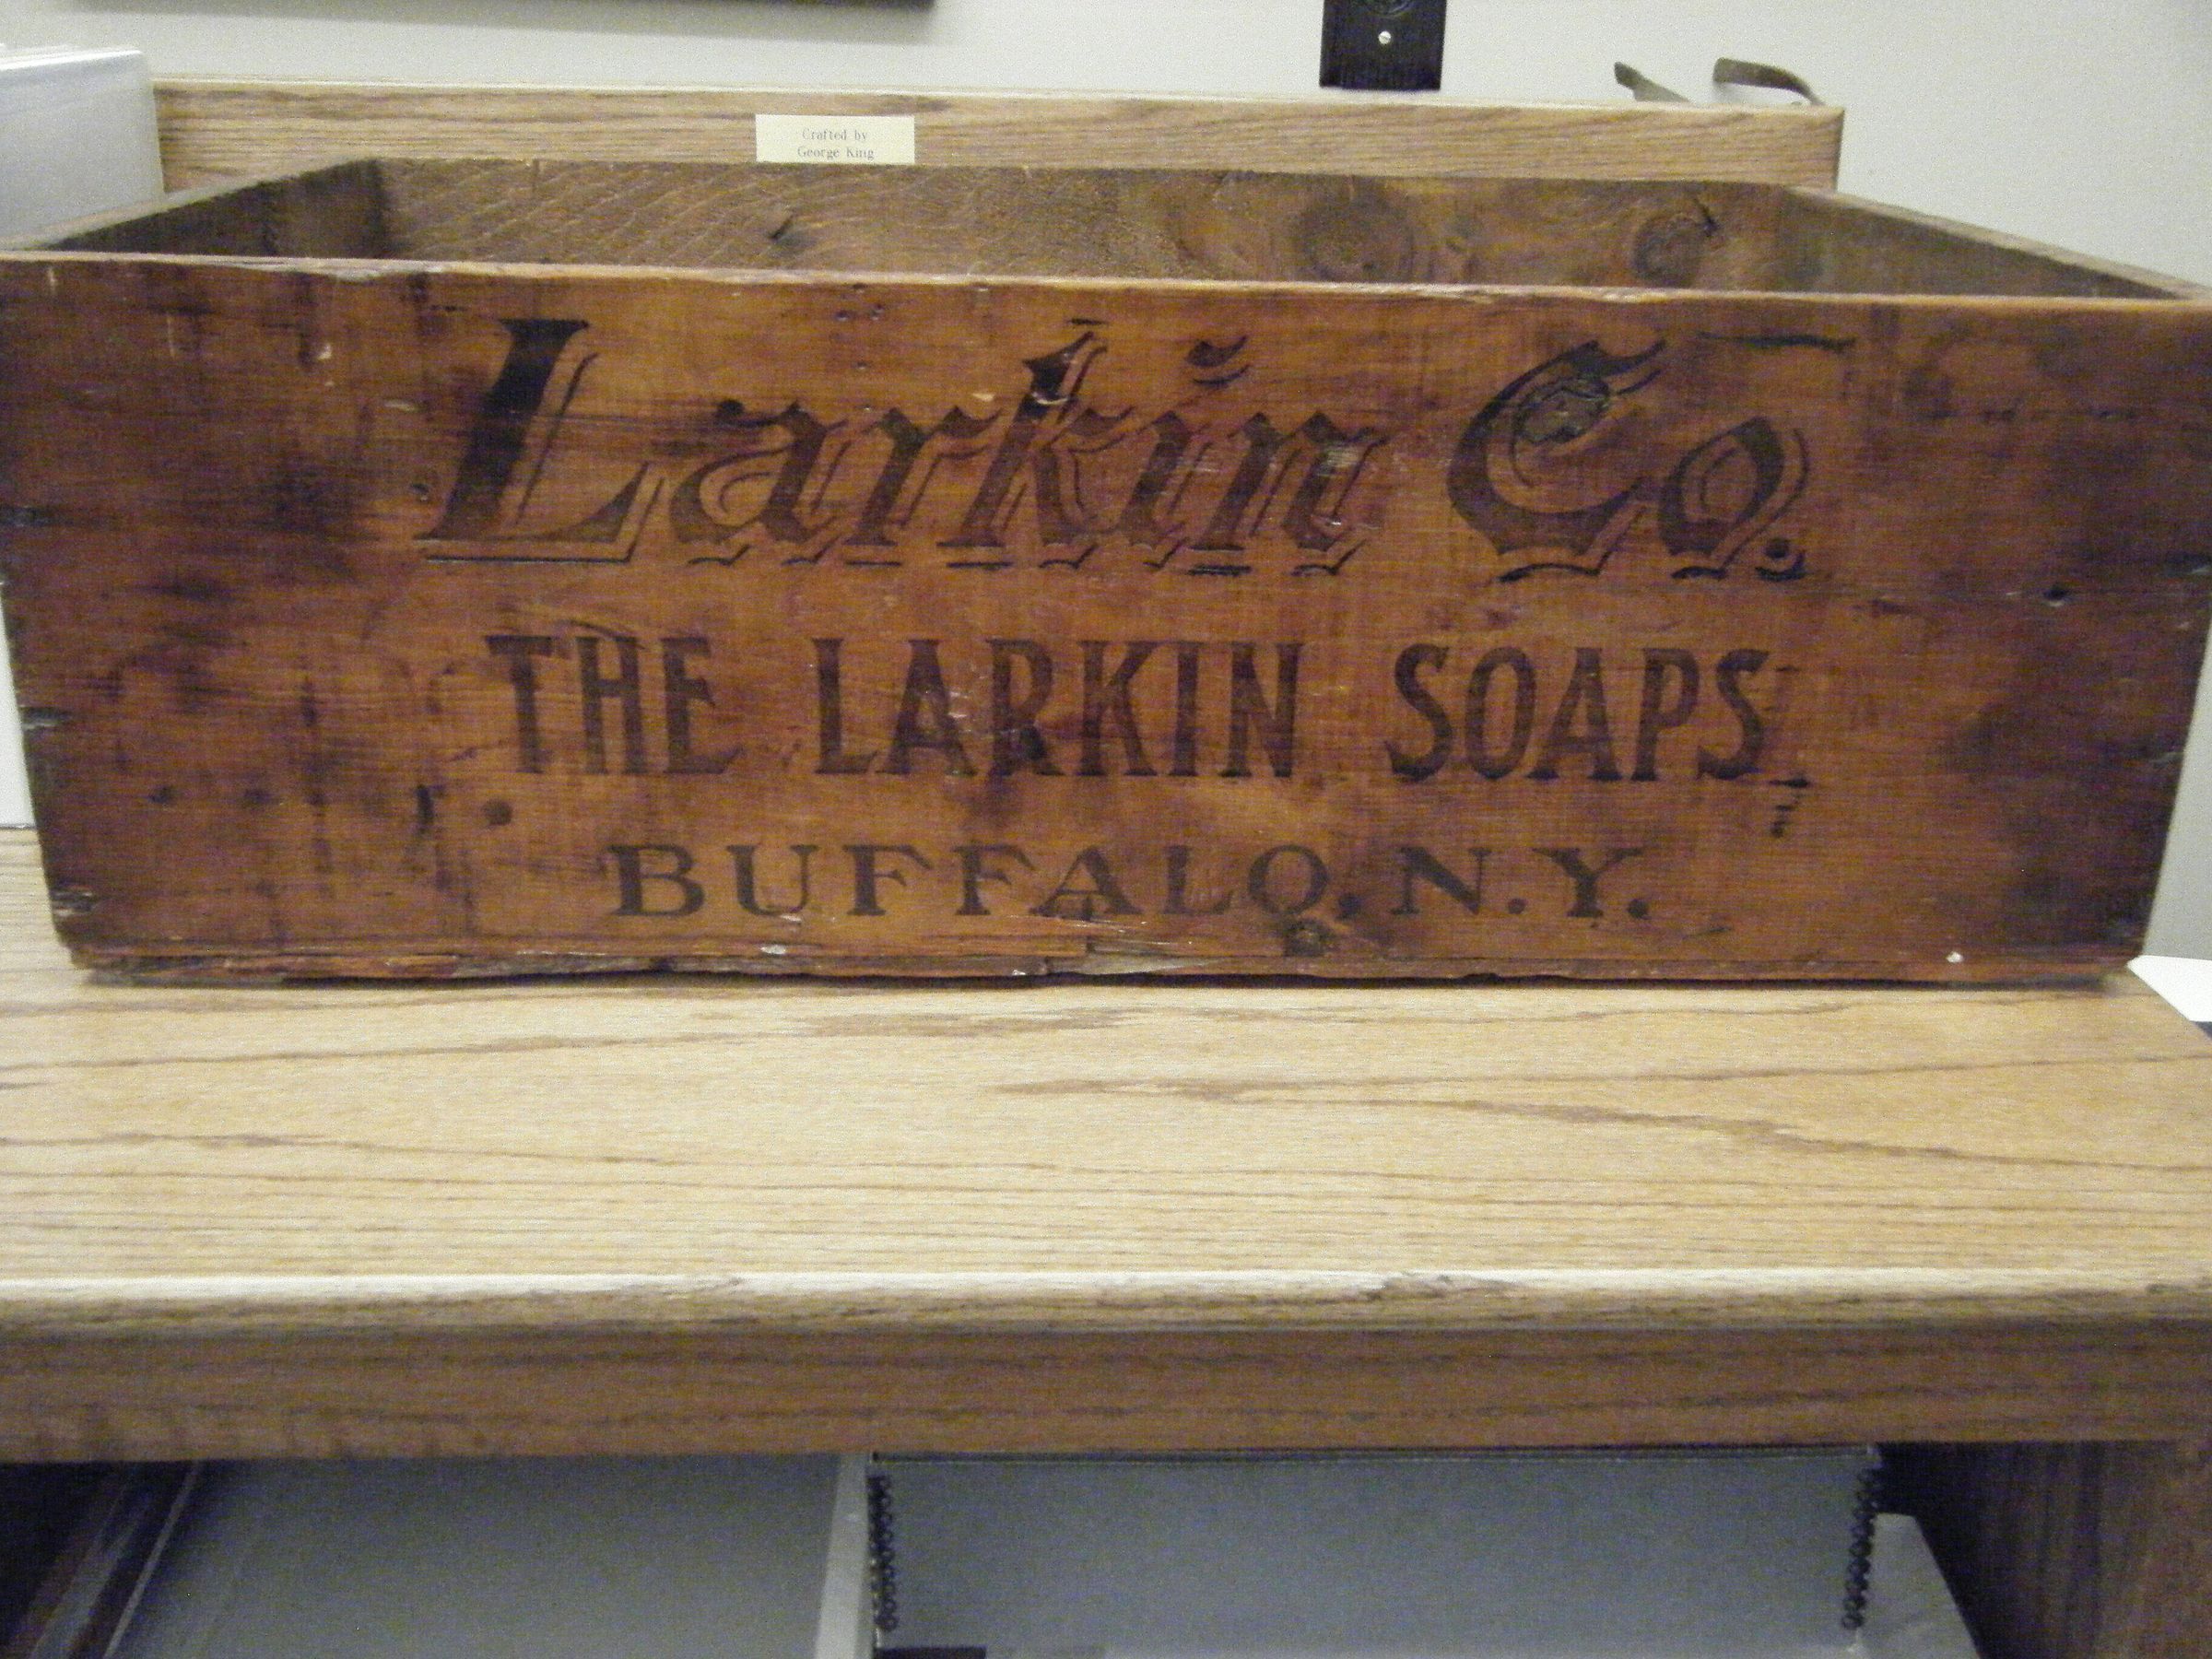 Crafted by
George King
Larkin Co.
THE LARKIN SOAPS
BUFFALO, N.Y.